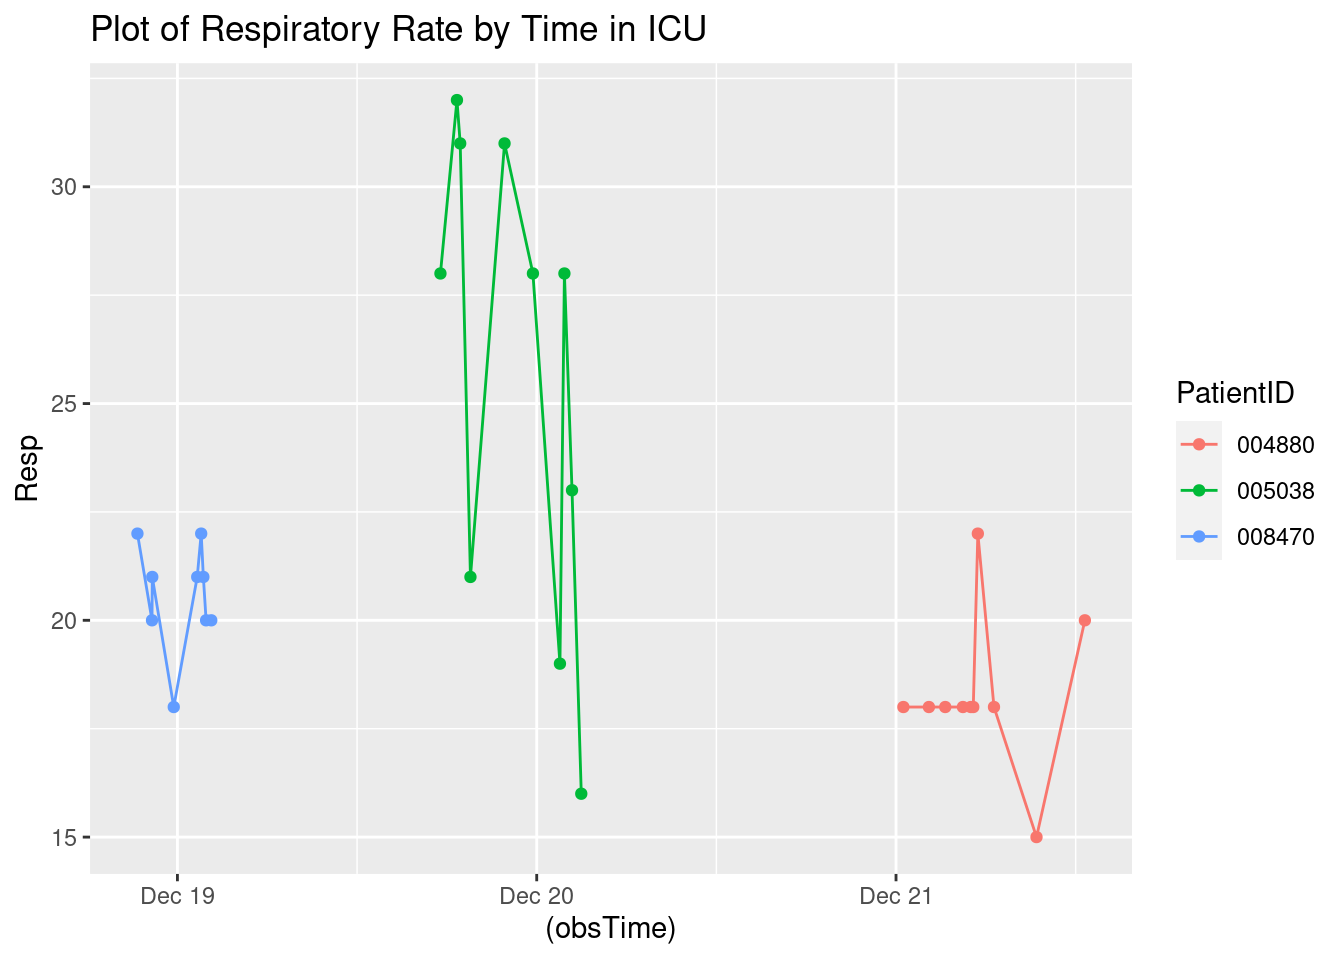 Plot of Respiratory Rate by Time in ICU
30
25
20
15
Resp
Dec 19
Dec 20
Dec 21
(obsTime)
PatientID
004880
005038
008470